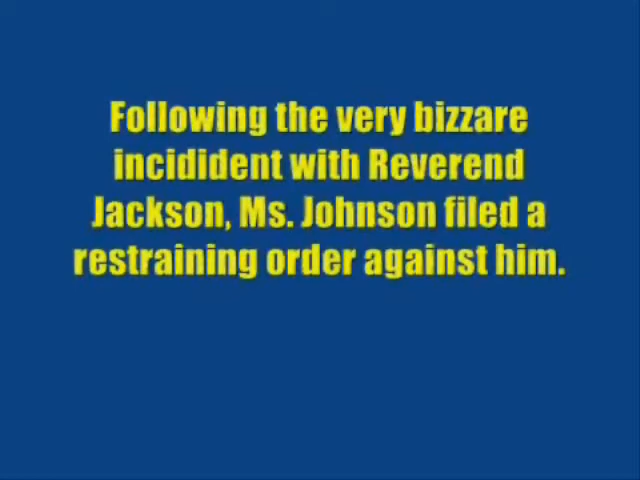 Following the very bizzare
incidident with Reverend
Jackson, Ms. Johnson filed a
restraining order against him.